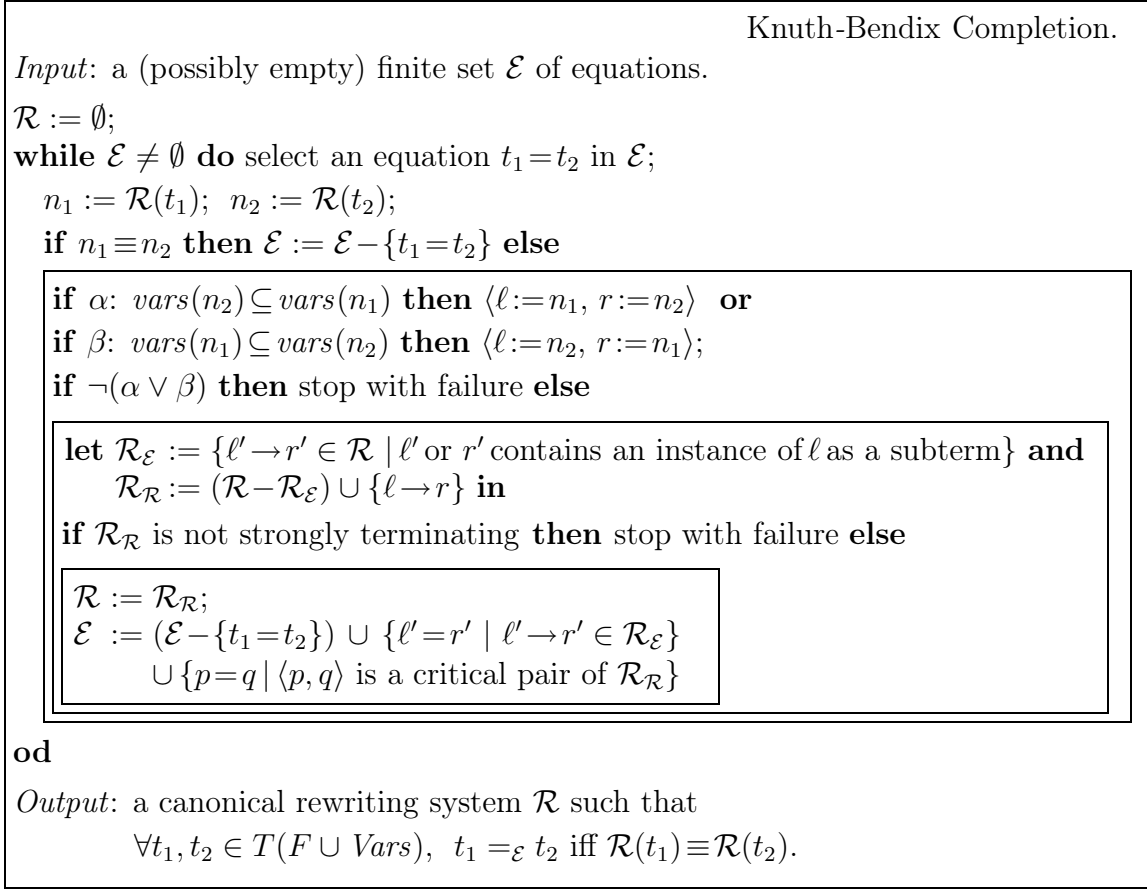 Knuth-Bendix Completion.
Input: a (possibly empty) finite set ℰ of equations.
ℛ := ∅;
while ℰ ≠ ∅ do select an equation t₁=t₂ in ℰ;
n₁ := ℛ(t₁); n₂ := ℛ(t₂);
if n₁≡n₂ then ℰ := ℰ−{t₁=t₂} else
if α: vars(n₂)⊆vars(n₁) then ⟨ℓ:=n₁, r:=n₂⟩ or
if β: vars(n₁)⊆vars(n₂) then ⟨ℓ:=n₂, r:=n₁⟩;
if ¬(α ∨ β) then stop with failure else
let ℛ_ℰ := {ℓ′→r′ ∈ ℛ | ℓ′ or r′ contains an instance of ℓ as a subterm} and
ℛ_ℛ := (ℛ−ℛ_ℰ) ∪ {ℓ→r} in
if ℛ_ℛ is not strongly terminating then stop with failure else
ℛ := ℛ_ℛ;
ℰ := (ℰ−{t₁=t₂}) ∪ {ℓ′=r′ | ℓ′→r′ ∈ ℛ_ℰ}
∪ {p=q | ⟨p, q⟩ is a critical pair of ℛ_ℛ}
od
Output: a canonical rewriting system ℛ such that
∀t₁, t₂ ∈ T(F ∪ Vars), t₁ =_ℰ t₂ iff ℛ(t₁)≡ℛ(t₂).